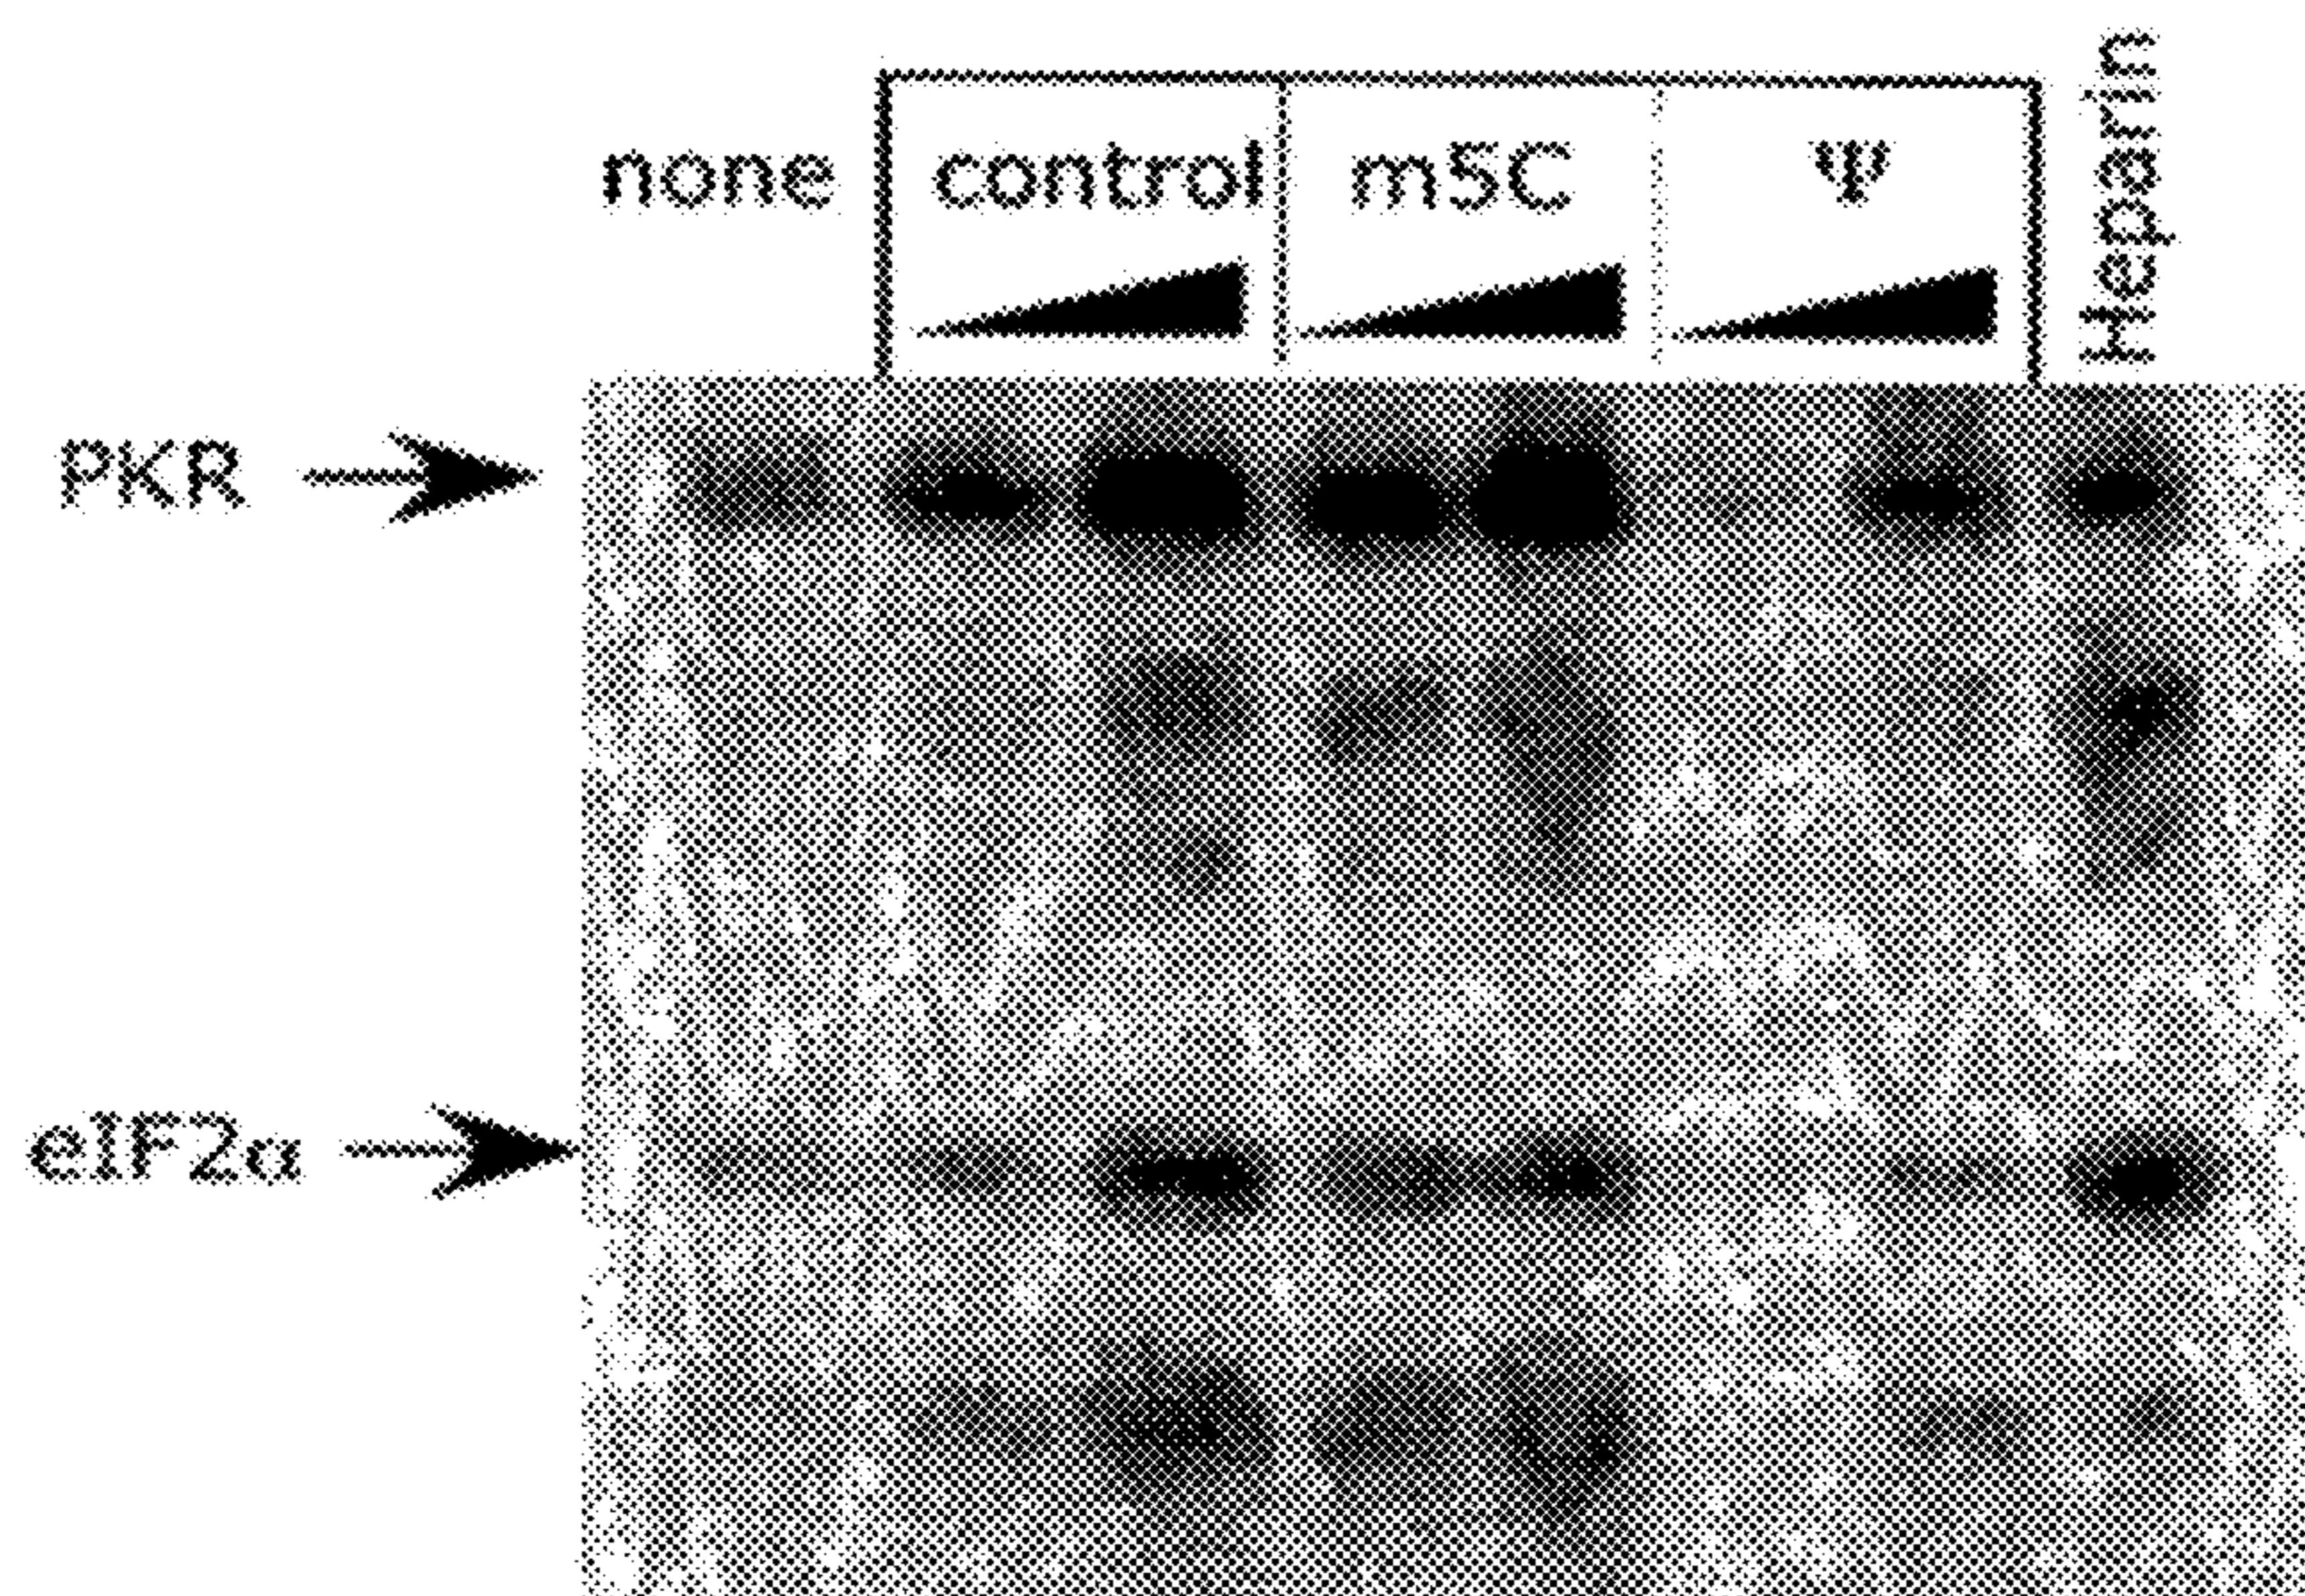 none control m5C Ψ Heparin
PKR
eIF2α